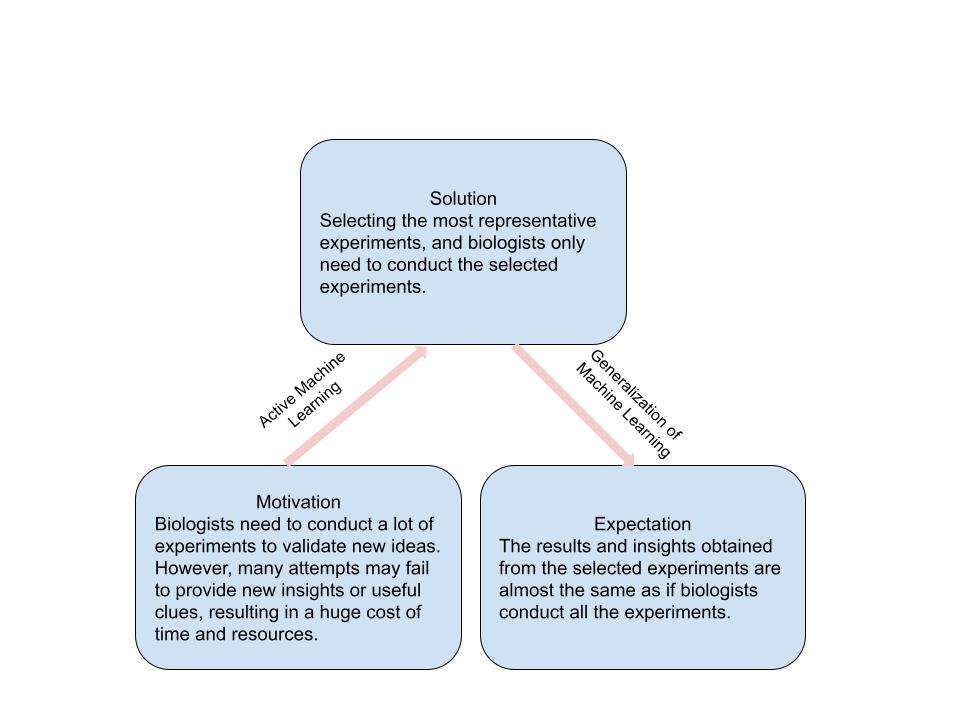 Solution
Selecting the most representative
experiments, and biologists only
need to conduct the selected
experiments.
Active Machine
Learning
Generalization of
Machine Learning
Motivation
Biologists need to conduct a lot of
experiments to validate new ideas.
However, many attempts may fail
to provide new insights or useful
clues, resulting in a huge cost of
time and resources.
Expectation
The results and insights obtained
from the selected experiments are
almost the same as if biologists
conduct all the experiments.